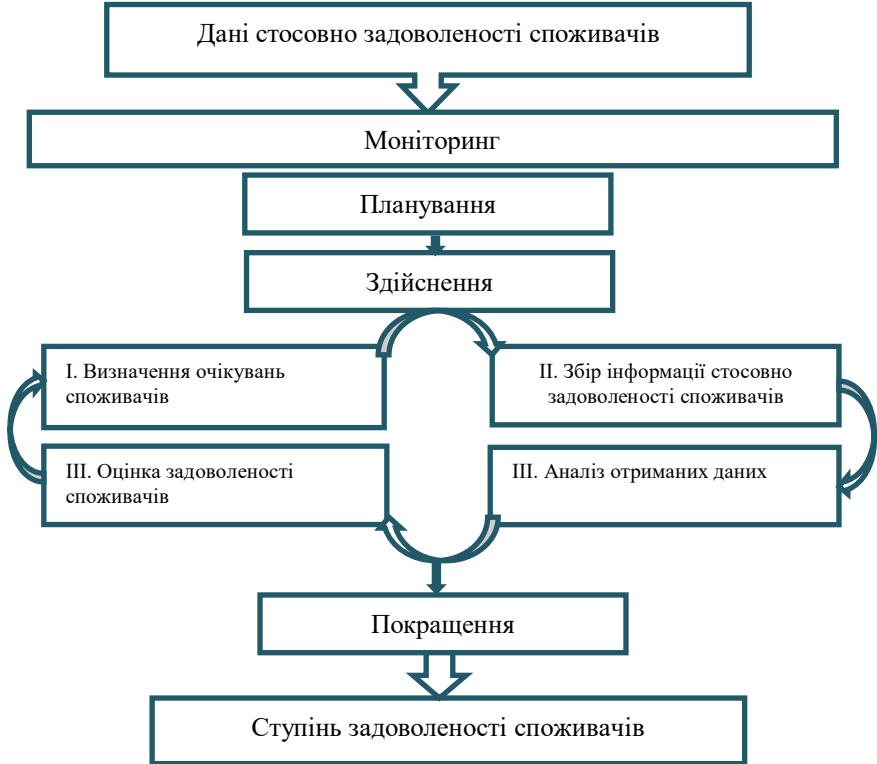 Дані стосовно задоволеності споживачів
Моніторинг
Планування
Здійснення
І. Визначення очікувань
споживачів
ІІ. Збір інформації стосовно
задоволеності споживачів
ІІІ. Оцінка задоволеності
споживачів
ІІІ. Аналіз отриманих даних
Покращення
Ступінь задоволеності споживачів